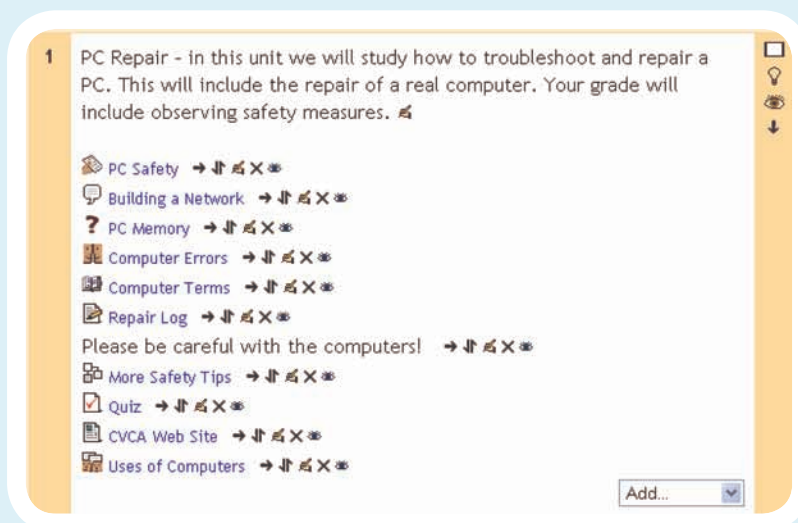 1 PC Repair - in this unit we will study how to troubleshoot and repair a
PC. This will include the repair of a real computer. Your grade will
include observing safety measures.
PC Safety
Building a Network
PC Memory
Computer Errors
Computer Terms
Repair Log
Please be careful with the computers!
More Safety Tips
Quiz
CVCA Web Site
Uses of Computers
Add...